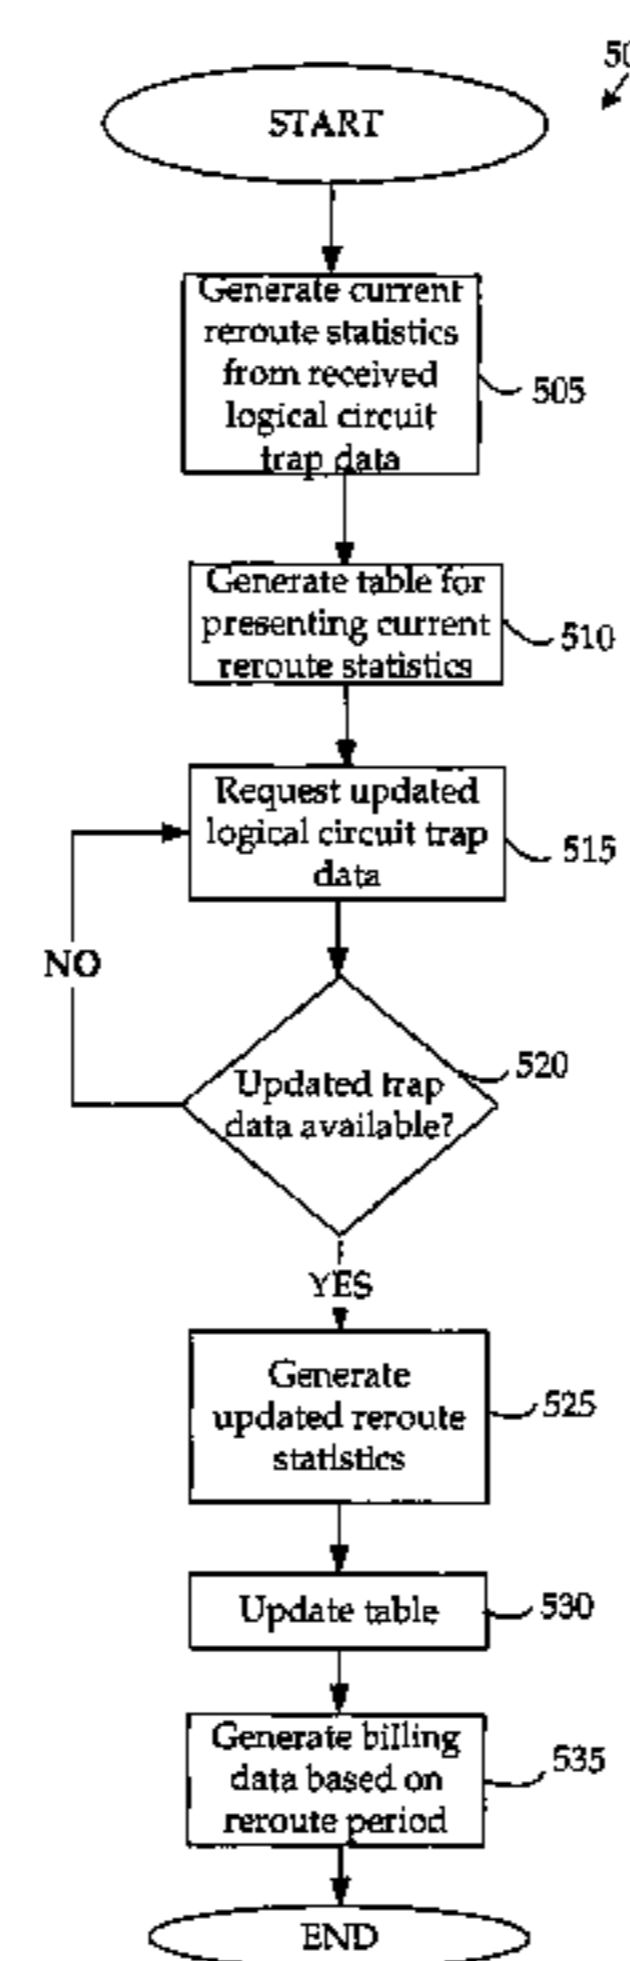 50
START
Generate current
reroute statistics
from received
logical circuit
trap data
505
Generate table for
presenting current
reroute statistics
510
Request updated
logical circuit trap
data
515
NO
Updated trap
data available?
520
YES
Generate
updated reroute
statistics
525
Update table
530
Generate billing
data based on
reroute period
535
END